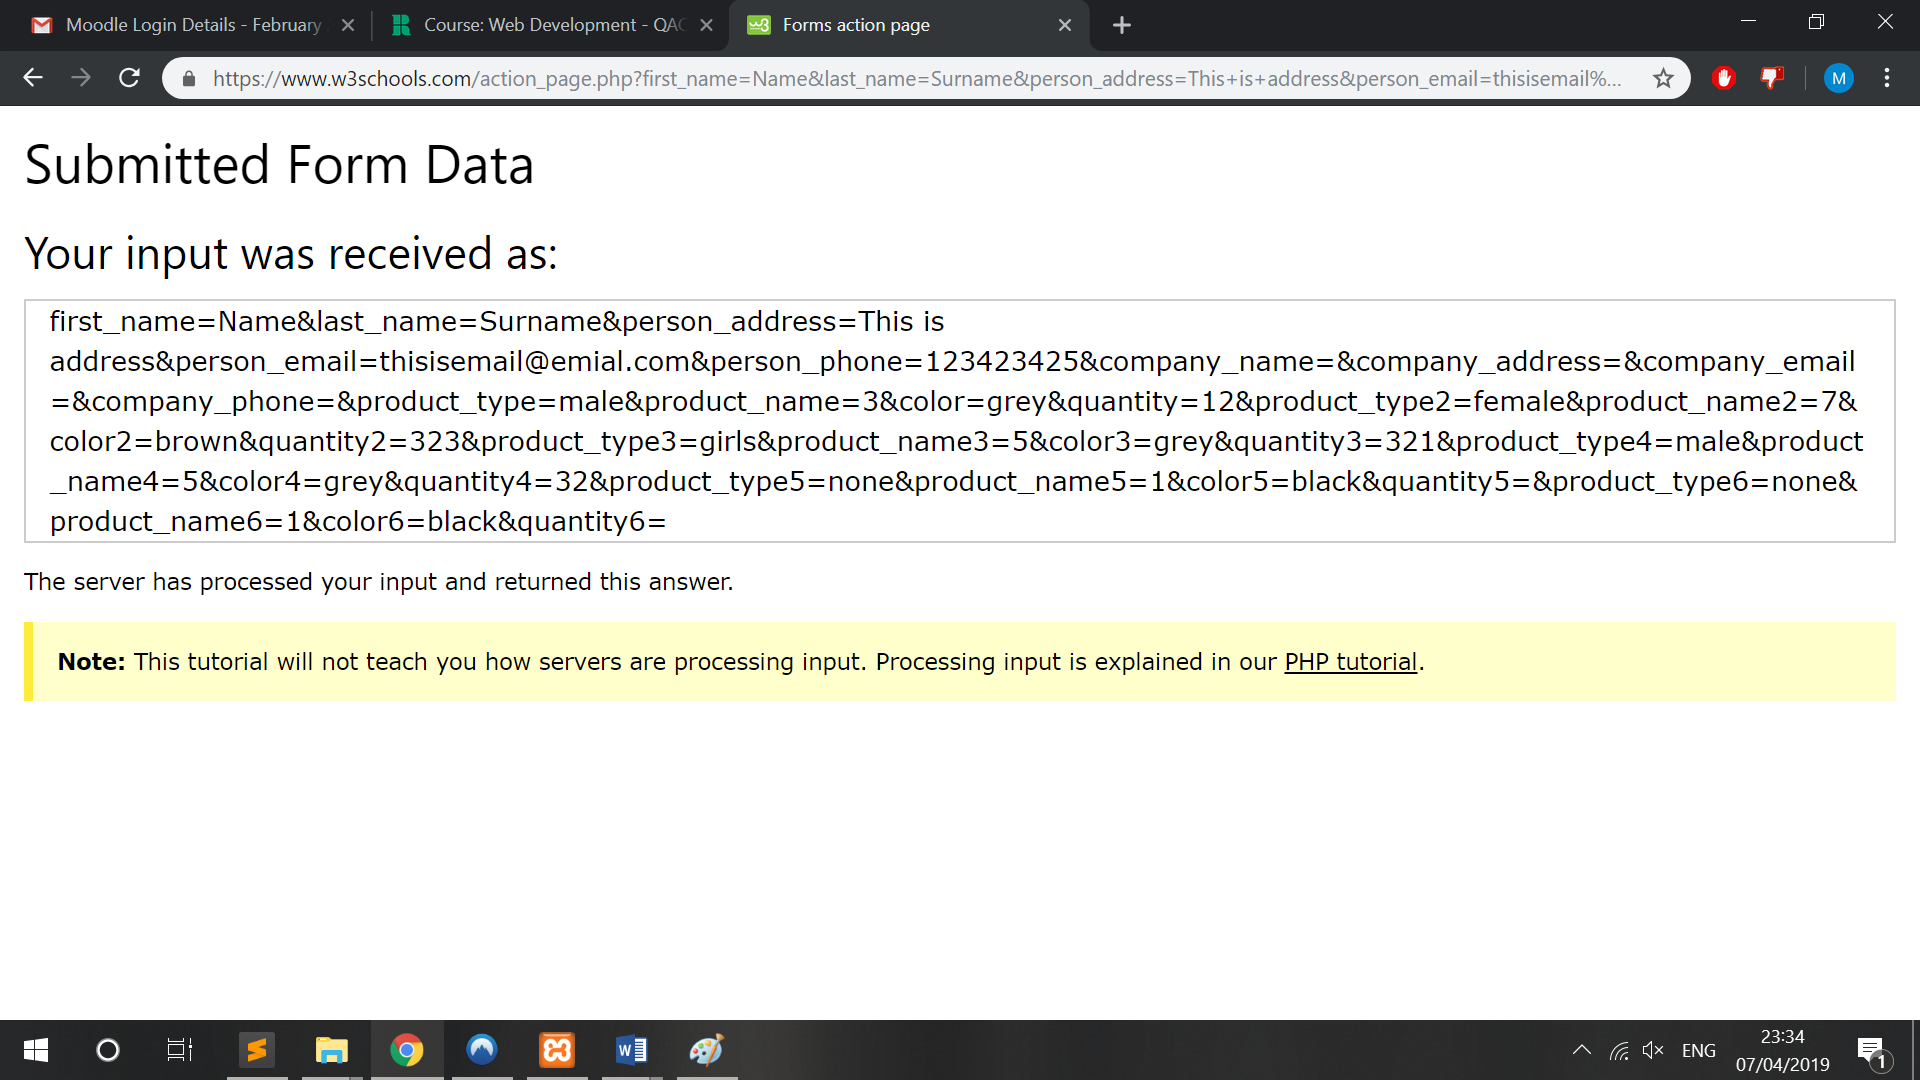 Moodle Login Details - February
Course: Web Development - QAC
Forms action page
https://www.w3schools.com/action_page.php?first_name=Name&last_name=Surname&person_address=This+is+address&person_email=thisisemail%...
M
Submitted Form Data
Your input was received as:
first_name=Name&last_name=Surname&person_address=This is
address&person_email=thisisemail@emial.com&person_phone=123423425&company_name=&company_address=&company_email
=&company_phone=&product_type=male&product_name=3&color=grey&quantity=12&product_type2=female&product_name2=7&
color2=brown&quantity2=323&product_type3=girls&product_name3=5&color3=grey&quantity3=321&product_type4=male&product
_name4=5&color4=grey&quantity4=32&product_type5=none&product_name5=1&color5=black&quantity5=&product_type6=none&
product_name6=1&color6=black&quantity6=
The server has processed your input and returned this answer.
Note: This tutorial will not teach you how servers are processing input. Processing input is explained in our PHP tutorial.
ENG
23:34
07/04/2019
1